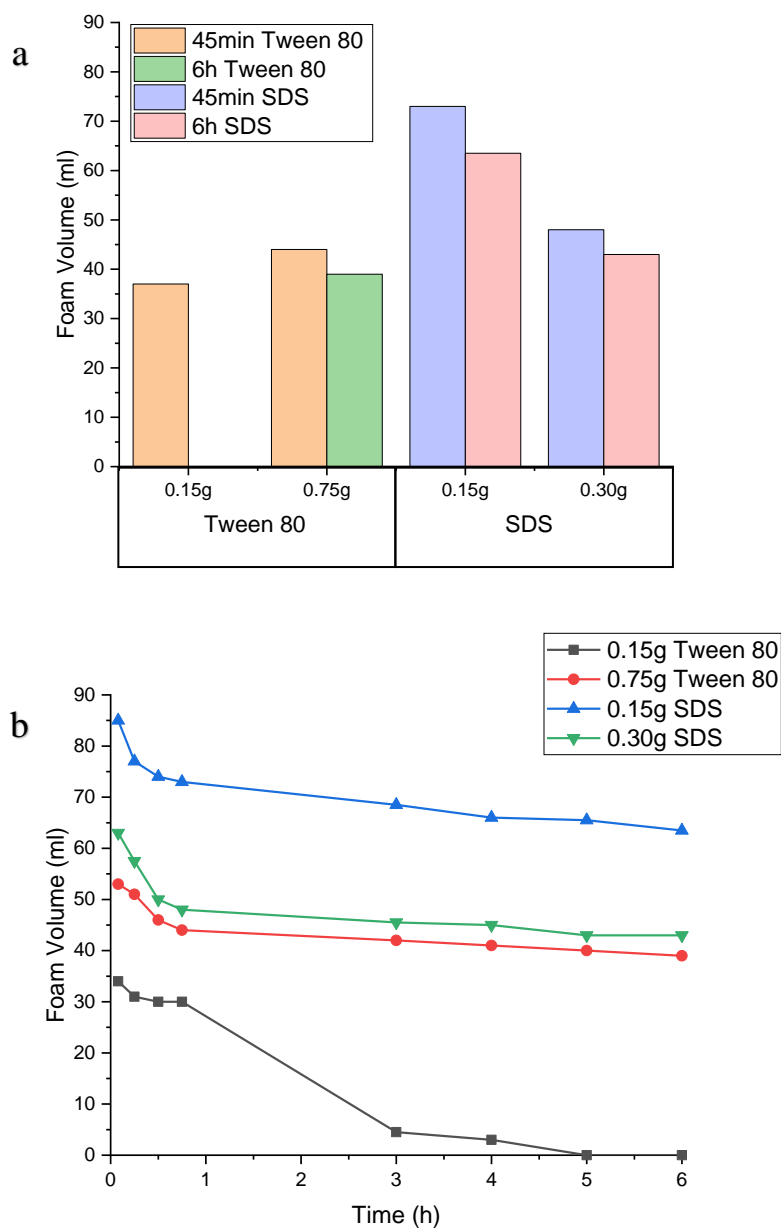 a
45min Tween 80
6h Tween 80
45min SDS
6h SDS
90
80
70
60
50
40
30
20
10
0
Foam Volume (ml)
0.15g 0.75g 0.15g 0.30g
Tween 80 SDS
b
0.15g Tween 80
0.75g Tween 80
0.15g SDS
0.30g SDS
90
80
70
60
50
40
30
20
10
0
Foam Volume (ml)
0 1 2 3 4 5 6
Time (h)